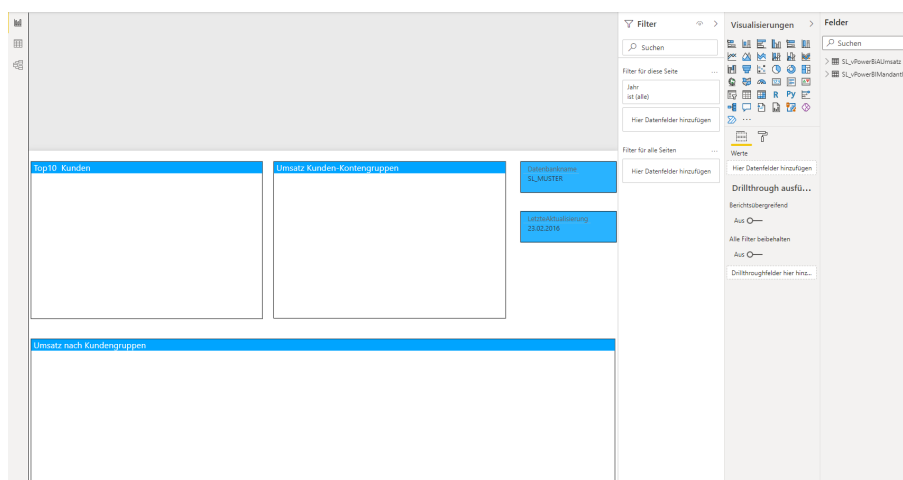 Top10  Kunden
Umsatz Kunden-Kontengruppen
Datenbankname
SL_MUSTER
LetzteAktualisierung
23.02.2016
Umsatz nach Kundengruppen
Filter
Suchen
Filter für diese Seite
...
Jahr
ist (alle)
Hier Datenfelder hinzufügen
Filter für alle Seiten
...
Hier Datenfelder hinzufügen
Visualisierungen
R
Py
...
Werte
Hier Datenfelder hinzufügen
Drillthrough ausfü...
Berichtsübergreifend
Aus
Alle Filter beibehalten
Aus
Drillthroughfelder hier hinz...
Felder
Suchen
SL_vPowerBiAUmsatz
SL_vPowerBIMandant